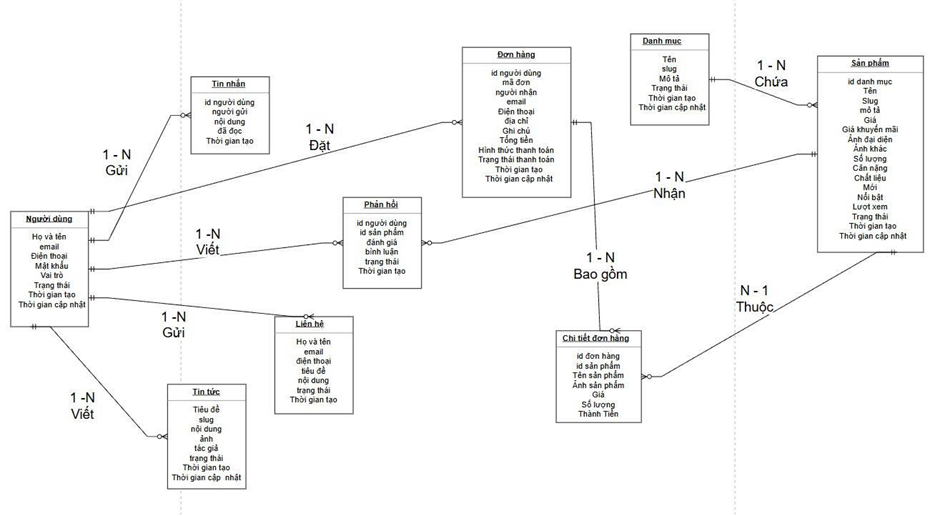 Người dùng
Họ và tên
email
Điện thoại
Mật khẩu
Vai trò
Trạng thái
Thời gian tạo
Thời gian cập nhật
1 - N
Gửi
Tin nhắn
id người dùng
người gửi
nội dung
đã đọc
Thời gian tạo
1 - N
Đặt
Đơn hàng
id người dùng
mã đơn
người nhận
email
Điện thoại
địa chỉ
Ghi chú
Tổng tiền
Hình thức thanh toán
Trạng thái thanh toán
Thời gian tạo
Thời gian cập nhật
Danh mục
Tên
slug
Mô tả
Trạng thái
Thời gian tạo
Thời gian cập nhật
1 - N
Chứa
Sản phẩm
id danh mục
Tên
Slug
mô tả
Giá
Giá khuyến mãi
Ảnh đại diện
Ảnh khác
Số lượng
Cân nặng
Chất liệu
Mới
Nổi bật
Lượt xem
Trạng thái
Thời gian tạo
Thời gian cập nhật
1 - N
Viết
Phản hồi
id người dùng
id sản phẩm
đánh giá
bình luận
trạng thái
Thời gian tạo
1 - N
Nhận
1 -N
Gửi
Liên hệ
Họ và tên
email
điện thoại
tiêu đề
nội dung
trạng thái
Thời gian tạo
1 -N
Viết
Tin tức
Tiêu đề
slug
nội dung
ảnh
tác giả
trạng thái
Thời gian tạo
Thời gian cập nhật
1 - N
Bao gồm
Chi tiết đơn hàng
id đơn hàng
id sản phẩm
Tên sản phẩm
Ảnh sản phẩm
Giá
Số lượng
Thành Tiền
N - 1
Thuộc